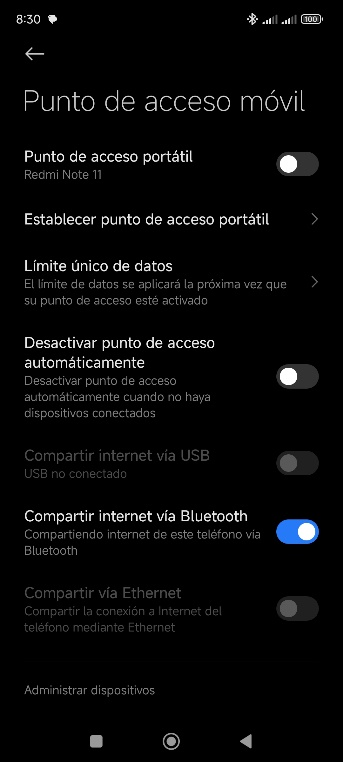 8:30
100
Punto de acceso móvil
Punto de acceso portátil
Redmi Note 11
Establecer punto de acceso portátil
Límite único de datos
El límite de datos se aplicará la próxima vez que
su punto de acceso esté activado
Desactivar punto de acceso
automáticamente
Desactivar punto de acceso
automáticamente cuando no haya
dispositivos conectados
Compartir internet vía USB
USB no conectado
Compartir internet vía Bluetooth
Compartiendo internet de este teléfono vía
Bluetooth
Compartir vía Ethernet
Compartir la conexión a Internet del
teléfono mediante Ethernet
Administrar dispositivos